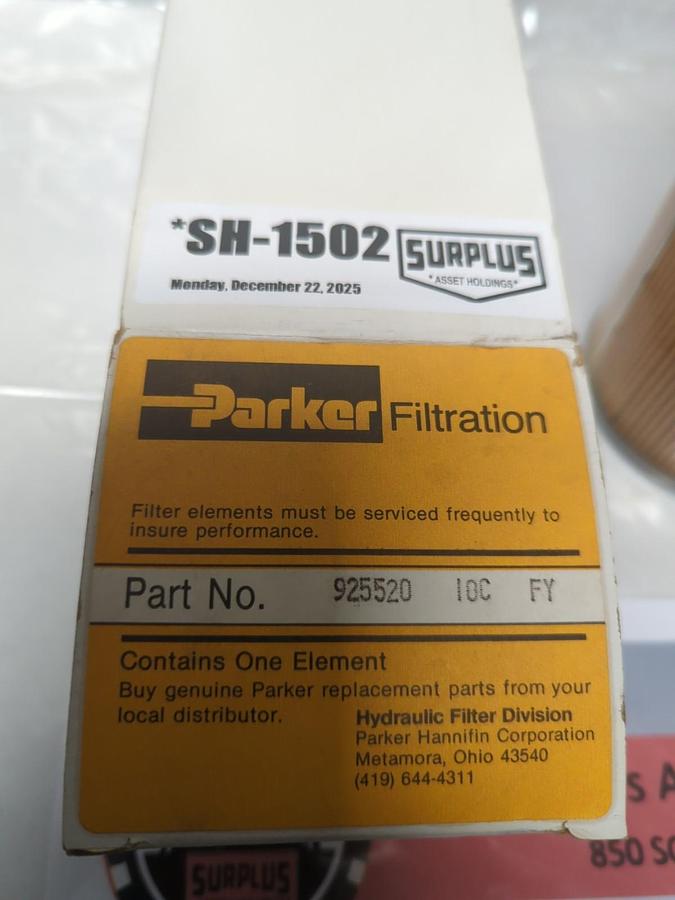 *SH-1502
SURPLUS
*ASSET HOLDINGS*
Monday, December 22, 2025
Parker Filtration
Filter elements must be serviced frequently to
insure performance.
Part No. 925520 10C FY
Contains One Element
Buy genuine Parker replacement parts from your
local distributor.
Hydraulic Filter Division
Parker Hannifin Corporation
Metamora, Ohio 43540
(419) 644-4311
850
SURPLUS